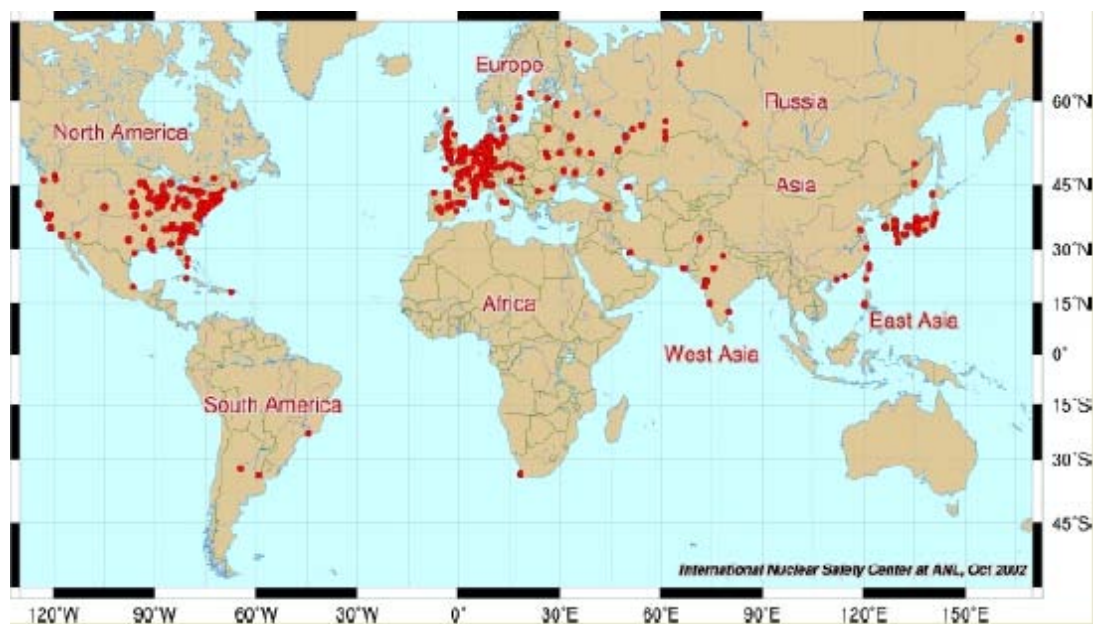 Europe
Russia
60°N
North America
Asia
45°N
30°N
Africa
15°N
East Asia
West Asia
0°
South America
15°S
30°S
45°S
International Nuclear Safety Center at ANL, Oct 2002
120°W 90°W 60°W 30°W 0° 30°E 60°E 90°E 120°E 150°E